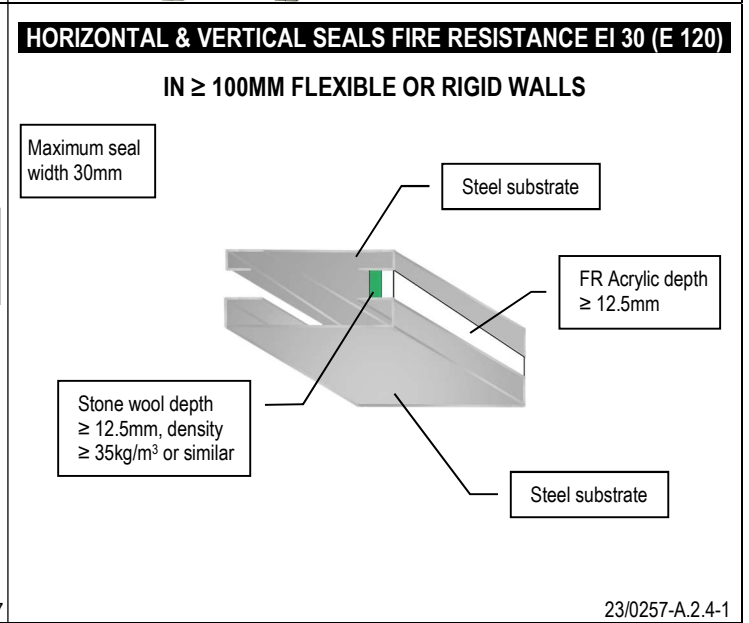 HORIZONTAL & VERTICAL SEALS FIRE RESISTANCE EI 30 (E 120)
IN ≥ 100MM FLEXIBLE OR RIGID WALLS
Maximum seal
width 30mm
Steel substrate
FR Acrylic depth
≥ 12.5mm
Stone wool depth
≥ 12.5mm, density
≥ 35kg/m³ or similar
Steel substrate
23/0257-A.2.4-1